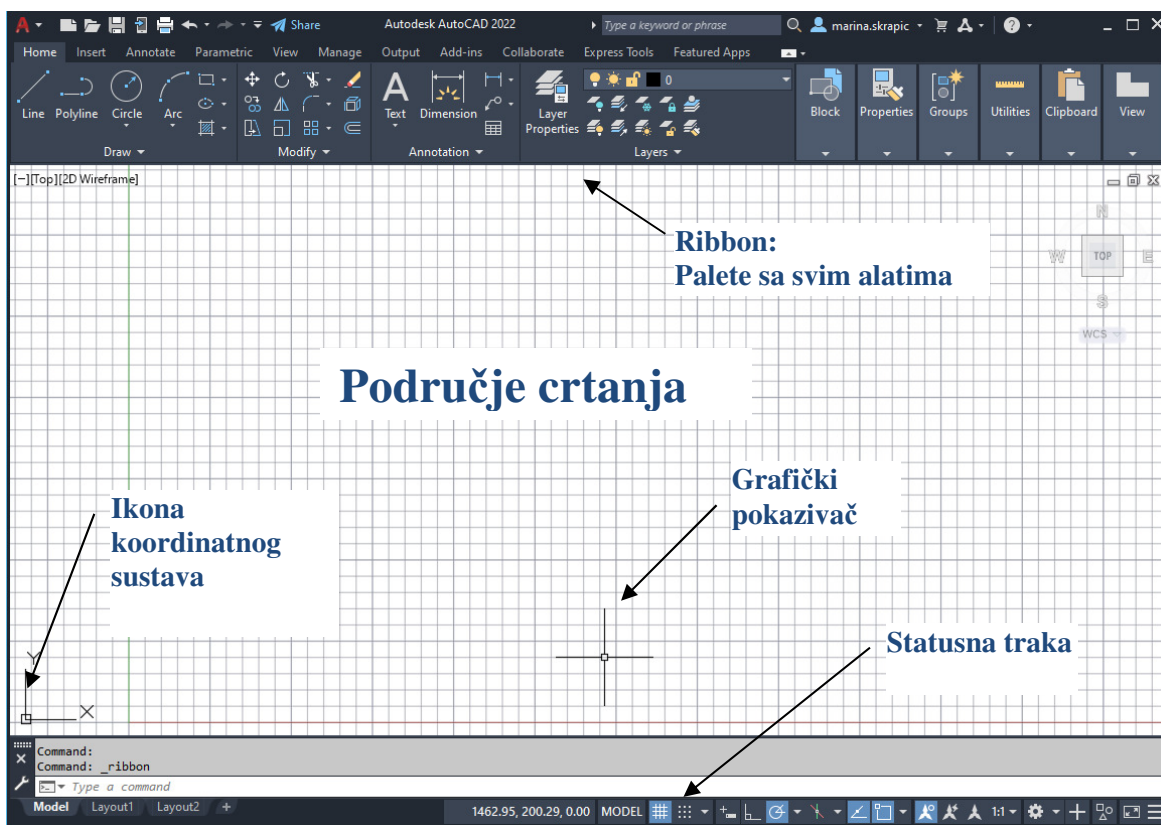 Share Autodesk AutoCAD 2022 Type a keyword or phrase marina.skrapic
Home Insert Annotate Parametric View Manage Output Add-ins Collaborate Express Tools Featured Apps
0
Line Polyline Circle Arc Text Dimension Layer Properties Block Properties Groups Utilities Clipboard View
Draw Modify Annotation Layers
[−][Top][2D Wireframe]
N
W TOP E
S
WCS
Ribbon:
Palete sa svim alatima
Područje crtanja
Grafički
pokazivač
Ikona
koordinatnog
sustava
Statusna traka
Y
X
Command:
Command: _ribbon
Type a command
Model Layout1 Layout2 + 1462.95, 200.29, 0.00 MODEL 1:1